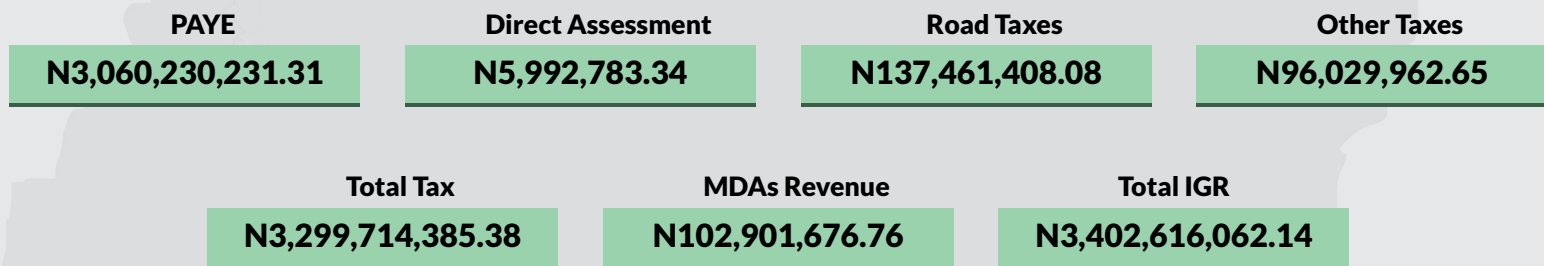 PAYE Direct Assessment Road Taxes Other Taxes
N3,060,230,231.31 N5,992,783.34 N137,461,408.08 N96,029,962.65
Total Tax MDAs Revenue Total IGR
N3,299,714,385.38 N102,901,676.76 N3,402,616,062.14